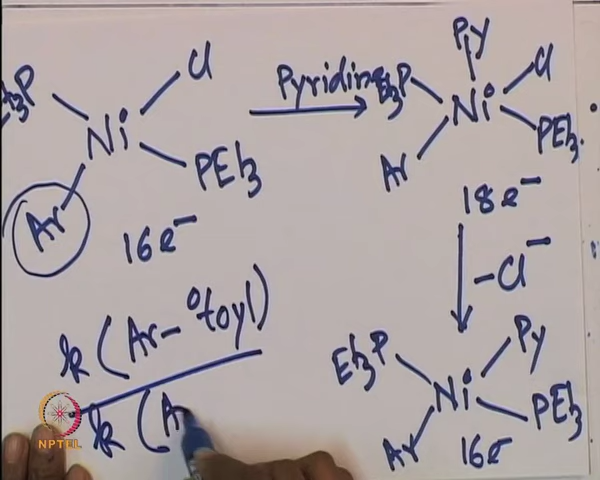 Et3P Cl
Ni
Ar PEt3
16e-
Pyridine
Py
Et3P Cl
Ni
Ar PEt3.
18e-
-Cl-
Et3P Py
Ni
Ar PEt3
16e
k (Ar- otoyl)
k (A
NPTEL